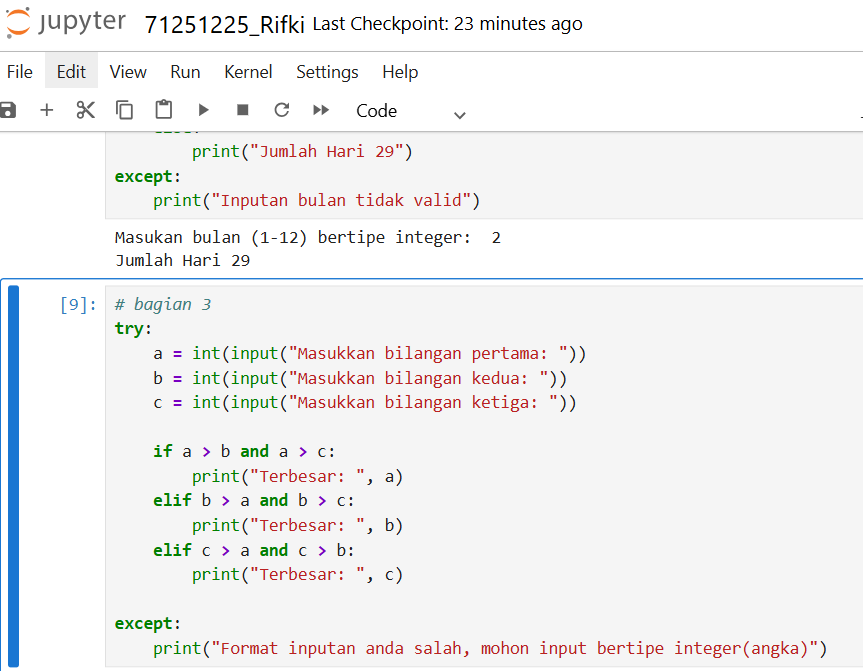 jupyter 71251225_Rifki Last Checkpoint: 23 minutes ago
File Edit View Run Kernel Settings Help
Code
print("Jumlah Hari 29")
except:
print("Inputan bulan tidak valid")
Masukan bulan (1-12) bertipe integer:  2
Jumlah Hari 29
[9]: # bagian 3
try:
a = int(input("Masukkan bilangan pertama: "))
b = int(input("Masukkan bilangan kedua: "))
c = int(input("Masukkan bilangan ketiga: "))
if a > b and a > c:
print("Terbesar: ", a)
elif b > a and b > c:
print("Terbesar: ", b)
elif c > a and c > b:
print("Terbesar: ", c)
except:
print("Format inputan anda salah, mohon input bertipe integer(angka)")